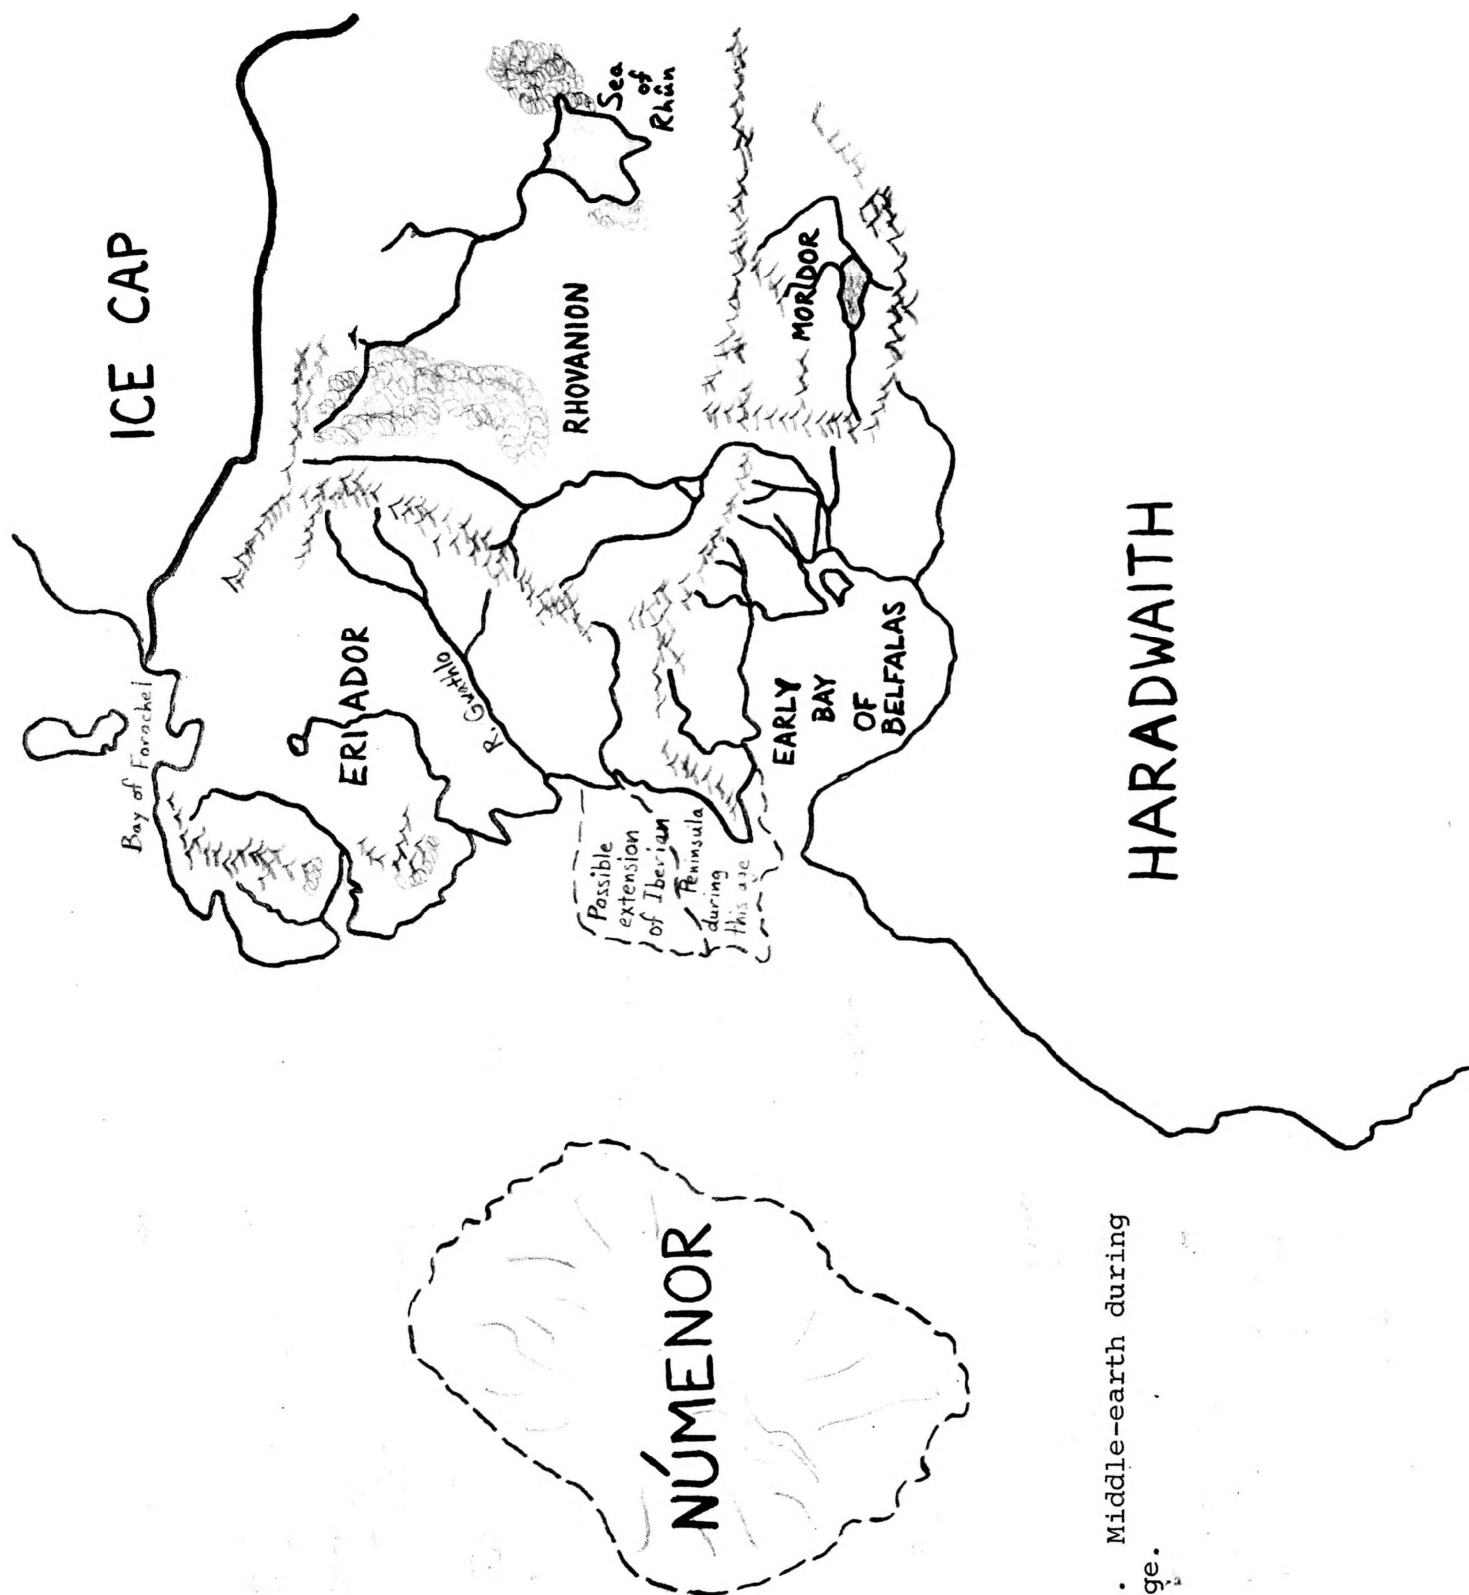 ICE CAP
Bay of Forochel
ERIADOR
R. Gwathlo
RHOVANION
Sea
of
Rhûn
MORDOR
Possible
extension
of Iberian
Peninsula
during
this age
EARLY
BAY
OF
BELFALAS
NÚMENOR
HARADWAITH
. Middle-earth during
ge.